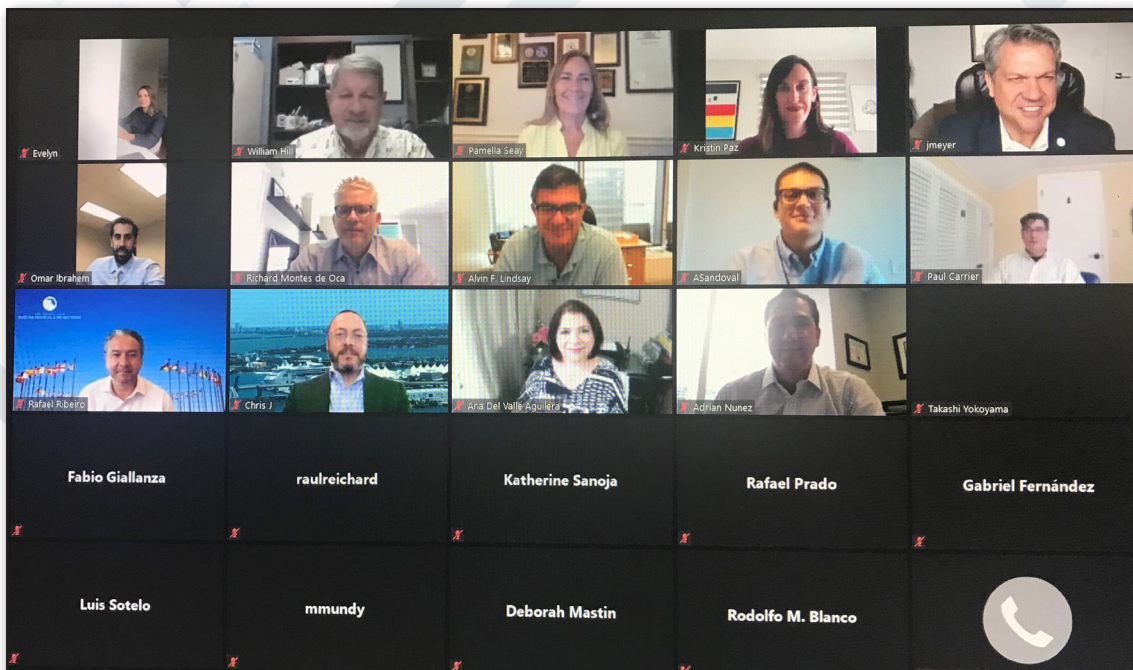 Evelyn
William Hill
Pamella Seay
Kristin Paz
jmeyer
Omar Ibrahem
Richard Montes de Oca
Alvin F. Lindsay
ASandoval
Paul Carrier
Rafael Ribeiro
Chris J
Ana Del Valle Aguilera
Adrian Nunez
Takashi Yokoyama
Fabio Giallanza
raulreichard
Katherine Sanoja
Rafael Prado
Gabriel Fernández
Luis Sotelo
mmundy
Deborah Mastin
Rodolfo M. Blanco